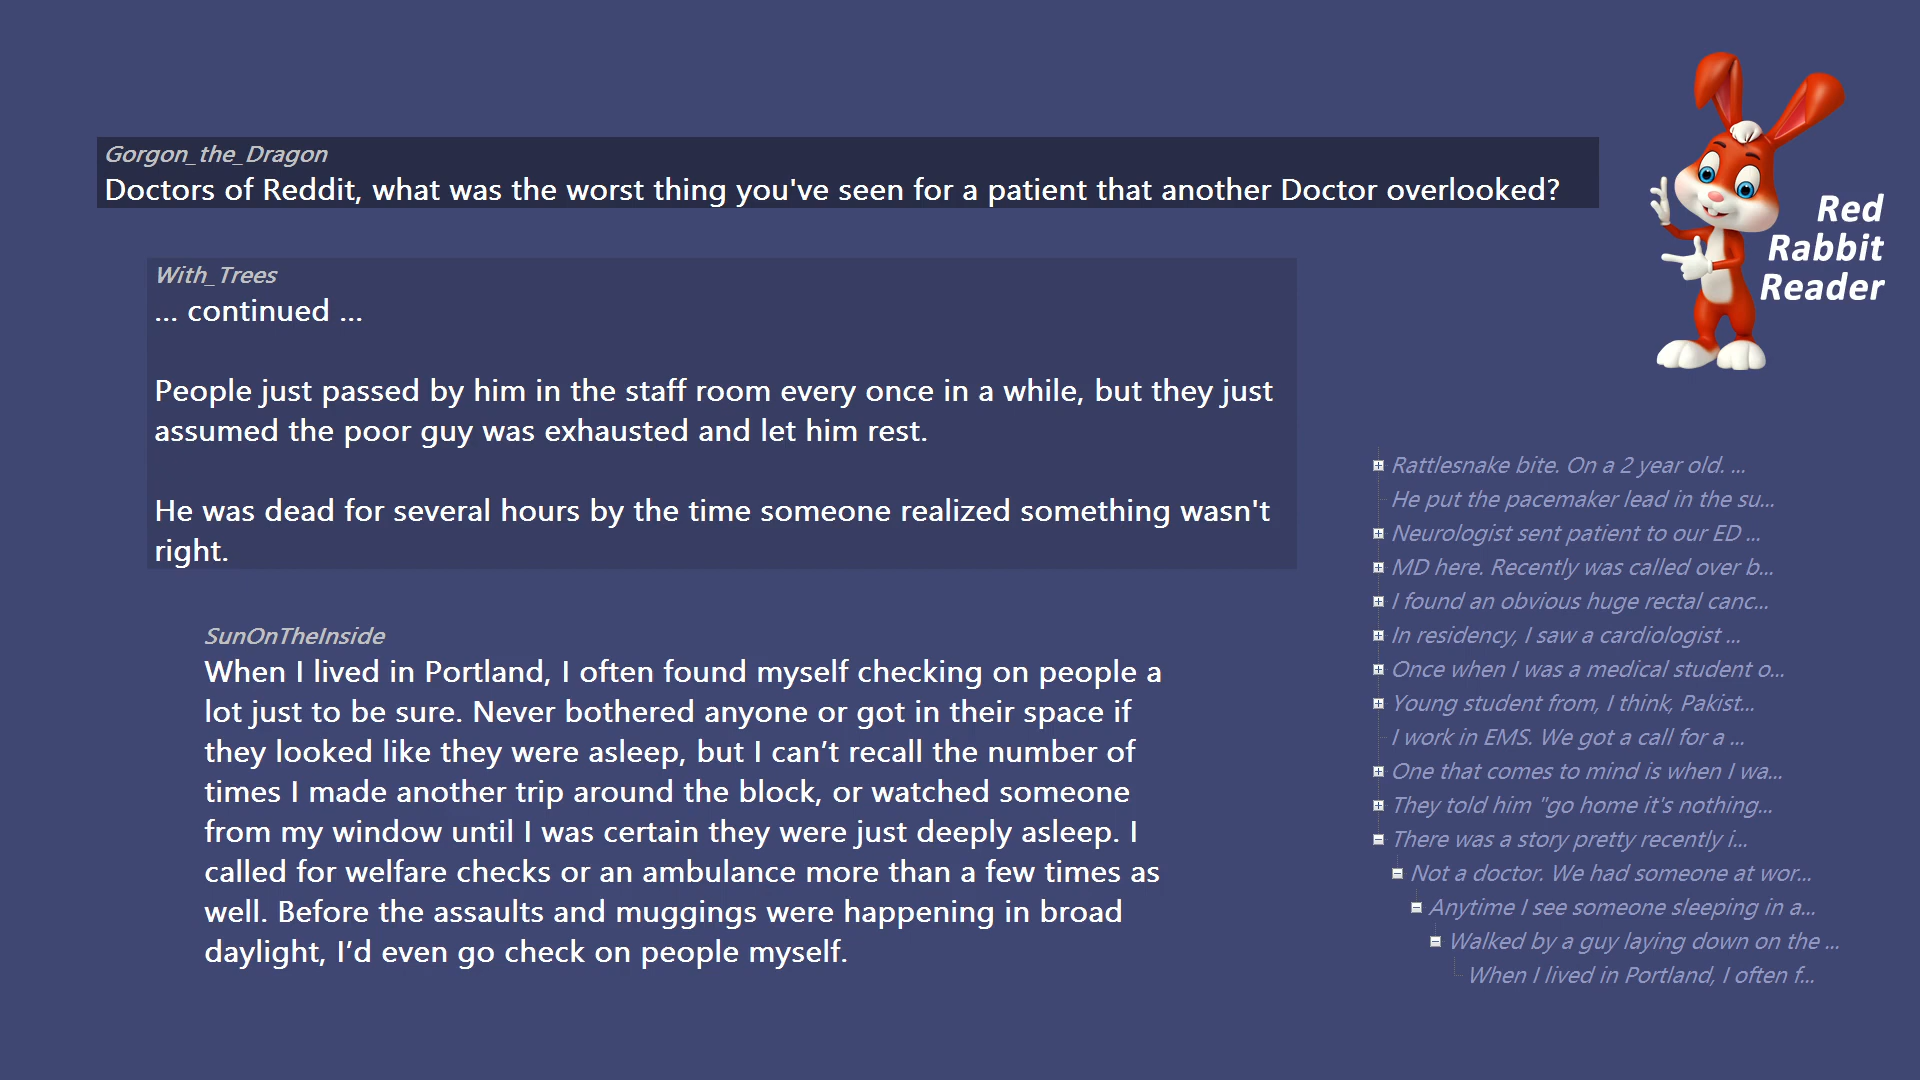 Gorgon_the_Dragon
Doctors of Reddit, what was the worst thing you've seen for a patient that another Doctor overlooked?
With_Trees
... continued ...
People just passed by him in the staff room every once in a while, but they just
assumed the poor guy was exhausted and let him rest.
He was dead for several hours by the time someone realized something wasn't
right.
SunOnTheInside
When I lived in Portland, I often found myself checking on people a
lot just to be sure. Never bothered anyone or got in their space if
they looked like they were asleep, but I can’t recall the number of
times I made another trip around the block, or watched someone
from my window until I was certain they were just deeply asleep. I
called for welfare checks or an ambulance more than a few times as
well. Before the assaults and muggings were happening in broad
daylight, I’d even go check on people myself.
Red
Rabbit
Reader
Rattlesnake bite. On a 2 year old. ...
He put the pacemaker lead in the su...
Neurologist sent patient to our ED ...
MD here. Recently was called over b...
I found an obvious huge rectal canc...
In residency, I saw a cardiologist ...
Once when I was a medical student o...
Young student from, I think, Pakist...
I work in EMS. We got a call for a ...
One that comes to mind is when I wa...
They told him "go home it's nothing...
There was a story pretty recently i...
Not a doctor. We had someone at wor...
Anytime I see someone sleeping in a...
Walked by a guy laying down on the ...
When I lived in Portland, I often f...